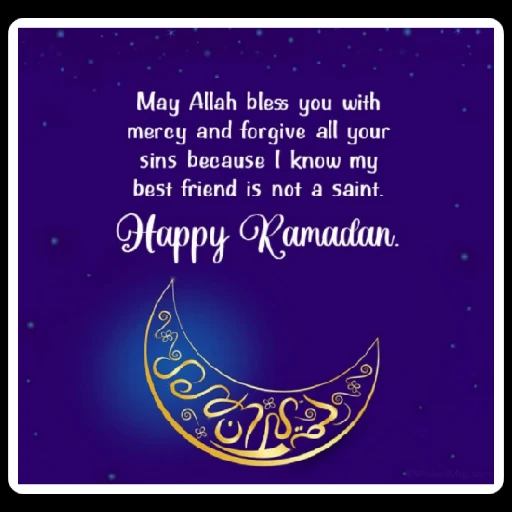 May Allah bless you with
mercy and forgive all your
sins because I know my
best friend is not a saint.
Happy Ramadan.